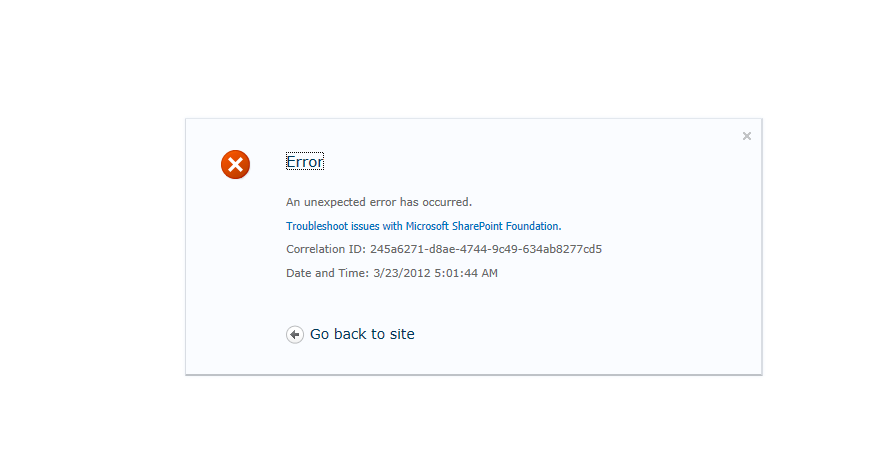 Error
An unexpected error has occurred.
Troubleshoot issues with Microsoft SharePoint Foundation.
Correlation ID: 245a6271-d8ae-4744-9c49-634ab8277cd5
Date and Time: 3/23/2012 5:01:44 AM
Go back to site